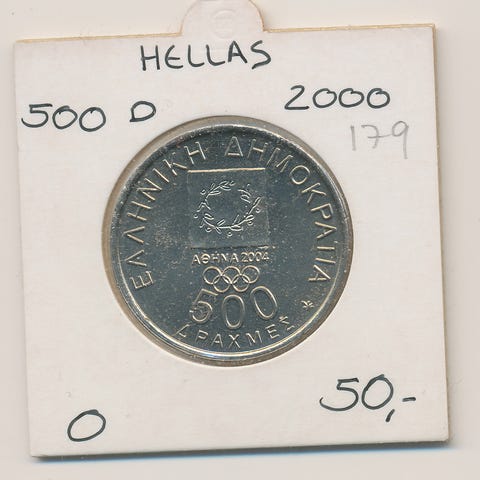 HELLAS
500 D 2000
179
ΕΛΛΗΝΙΚΗ ΔΗΜΟΚΡΑΤΙΑ
ΑΘΗΝΑ 2004
500
ΔΡΑΧΜΕΣ
50,-
0